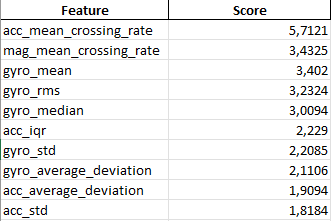 Feature Score
acc_mean_crossing_rate 5,7121
mag_mean_crossing_rate 3,4325
gyro_mean 3,402
gyro_rms 3,2324
gyro_median 3,0094
acc_iqr 2,229
gyro_std 2,2085
gyro_average_deviation 2,1106
acc_average_deviation 1,9094
acc_std 1,8184